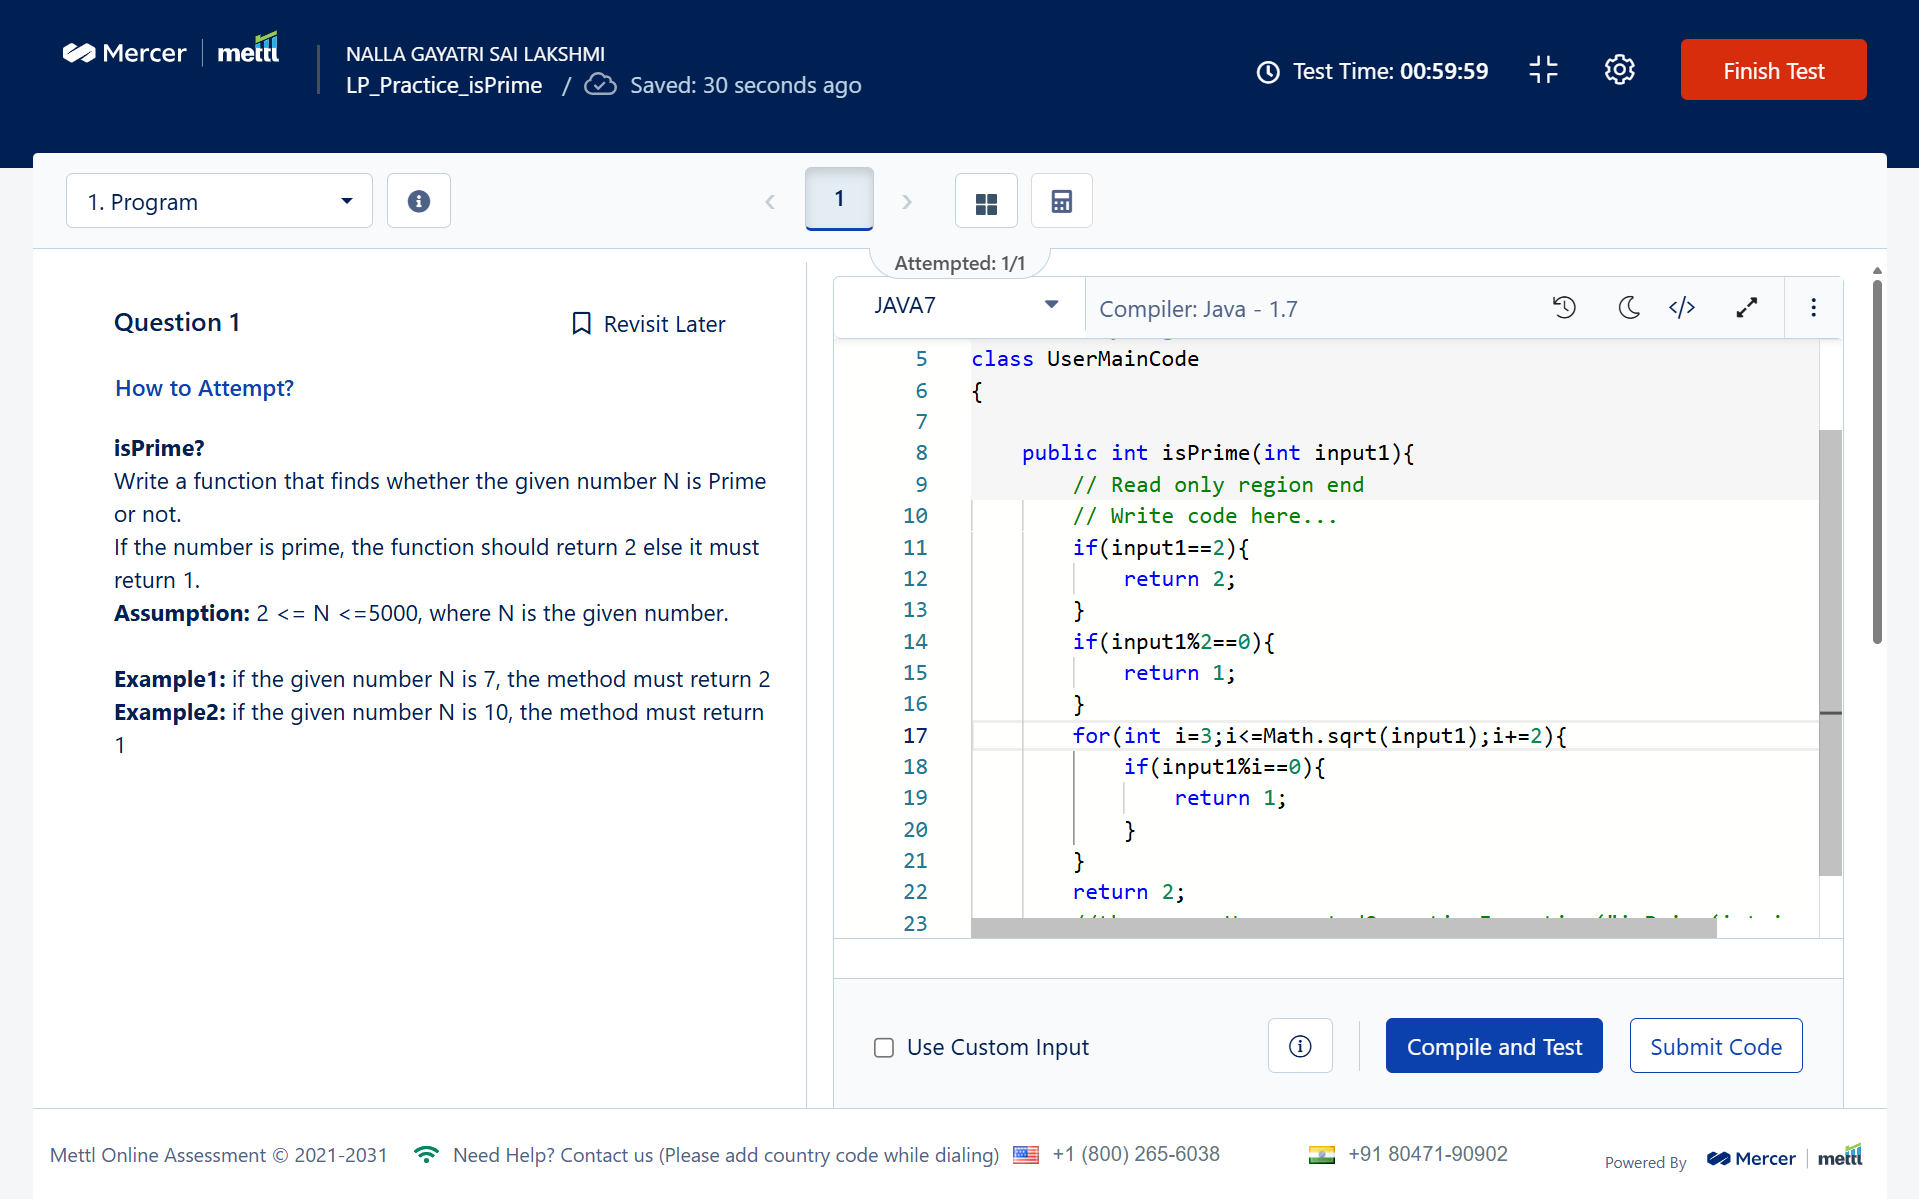 Mercer mettl
NALLA GAYATRI SAI LAKSHMI
LP_Practice_isPrime / Saved: 30 seconds ago
Test Time: 00:59:59
Finish Test
1. Program
1
Attempted: 1/1
Question 1
Revisit Later
How to Attempt?
isPrime?
Write a function that finds whether the given number N is Prime
or not.
If the number is prime, the function should return 2 else it must
return 1.
Assumption: 2 <= N <=5000, where N is the given number.
Example1: if the given number N is 7, the method must return 2
Example2: if the given number N is 10, the method must return
1
JAVA7
Compiler: Java - 1.7
5 class UserMainCode
6 {
7
8 public int isPrime(int input1){
9 // Read only region end
10 // Write code here...
11 if(input1==2){
12 return 2;
13 }
14 if(input1%2==0){
15 return 1;
16 }
17 for(int i=3;i<=Math.sqrt(input1);i+=2){
18 if(input1%i==0){
19 return 1;
20 }
21 }
22 return 2;
23
Use Custom Input
Compile and Test
Submit Code
Mettl Online Assessment © 2021-2031
Need Help? Contact us (Please add country code while dialing)
+1 (800) 265-6038
+91 80471-90902
Powered By
Mercer mettl